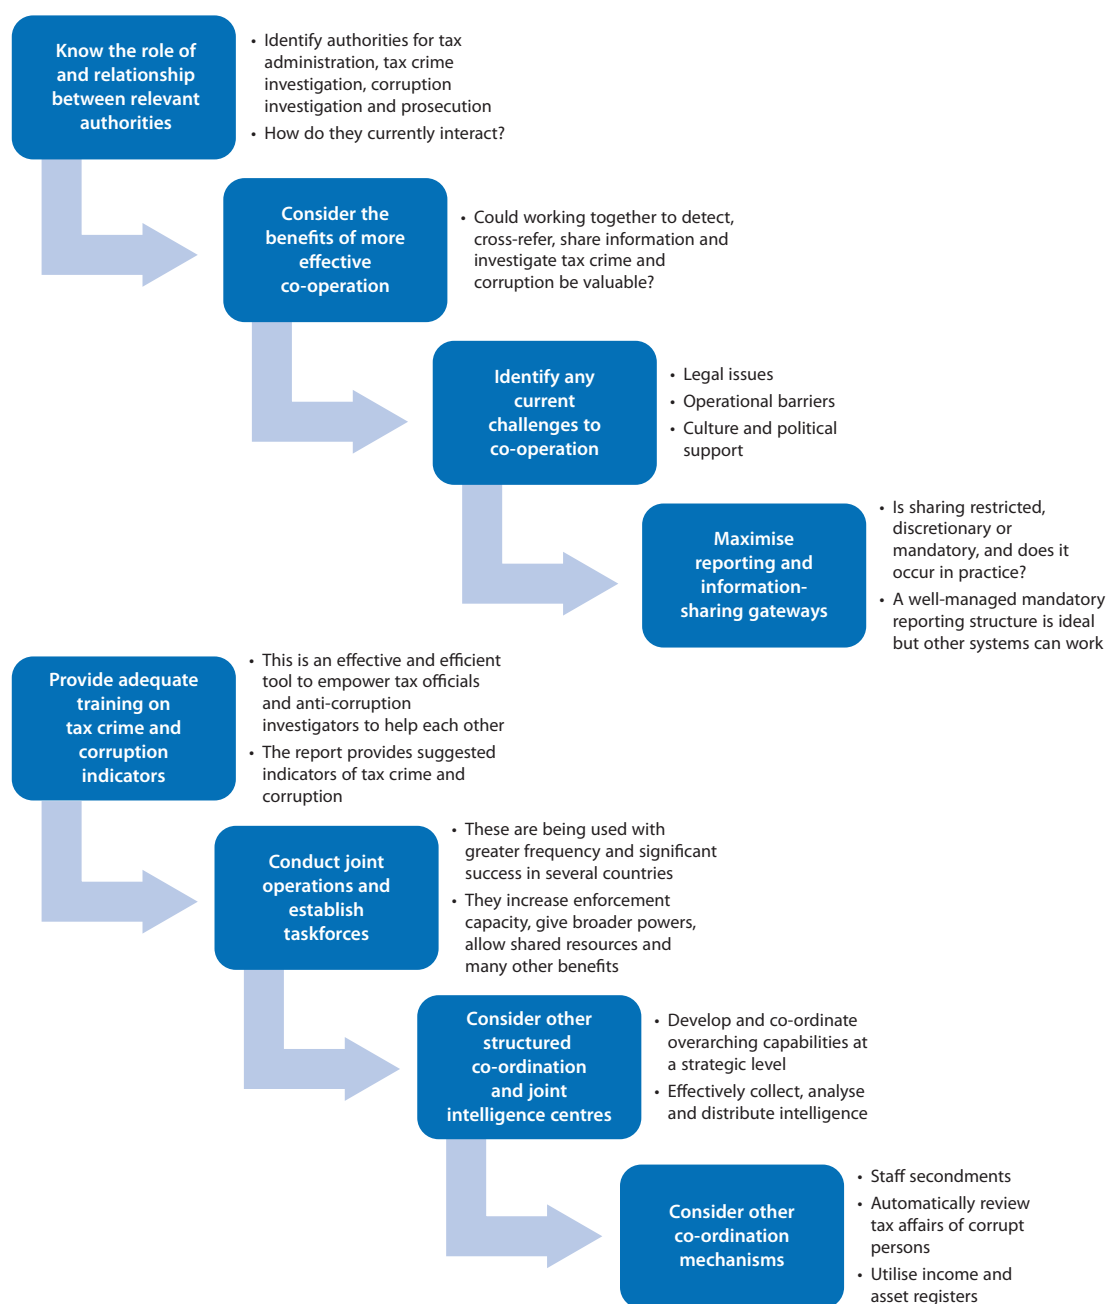 Know the role of
and relationship
between relevant
authorities
• Identify authorities for tax
administration, tax crime
investigation, corruption
investigation and prosecution
• How do they currently interact?
Consider the
benefits of more
effective
co-operation
• Could working together to detect,
cross-refer, share information and
investigate tax crime and
corruption be valuable?
Identify any
current
challenges to
co-operation
• Legal issues
• Operational barriers
• Culture and political
support
Maximise
reporting and
information-
sharing gateways
• Is sharing restricted,
discretionary or
mandatory, and does it
occur in practice?
• A well-managed mandatory
reporting structure is ideal
but other systems can work
Provide adequate
training on
tax crime and
corruption
indicators
• This is an effective and efficient
tool to empower tax officials
and anti-corruption
investigators to help each other
• The report provides suggested
indicators of tax crime and
corruption
Conduct joint
operations and
establish
taskforces
• These are being used with
greater frequency and significant
success in several countries
• They increase enforcement
capacity, give broader powers,
allow shared resources and
many other benefits
Consider other
structured
co-ordination
and joint
intelligence centres
• Develop and co-ordinate
overarching capabilities at
a strategic level
• Effectively collect, analyse
and distribute intelligence
Consider other
co-ordination
mechanisms
• Staff secondments
• Automatically review
tax affairs of corrupt
persons
• Utilise income and
asset registers